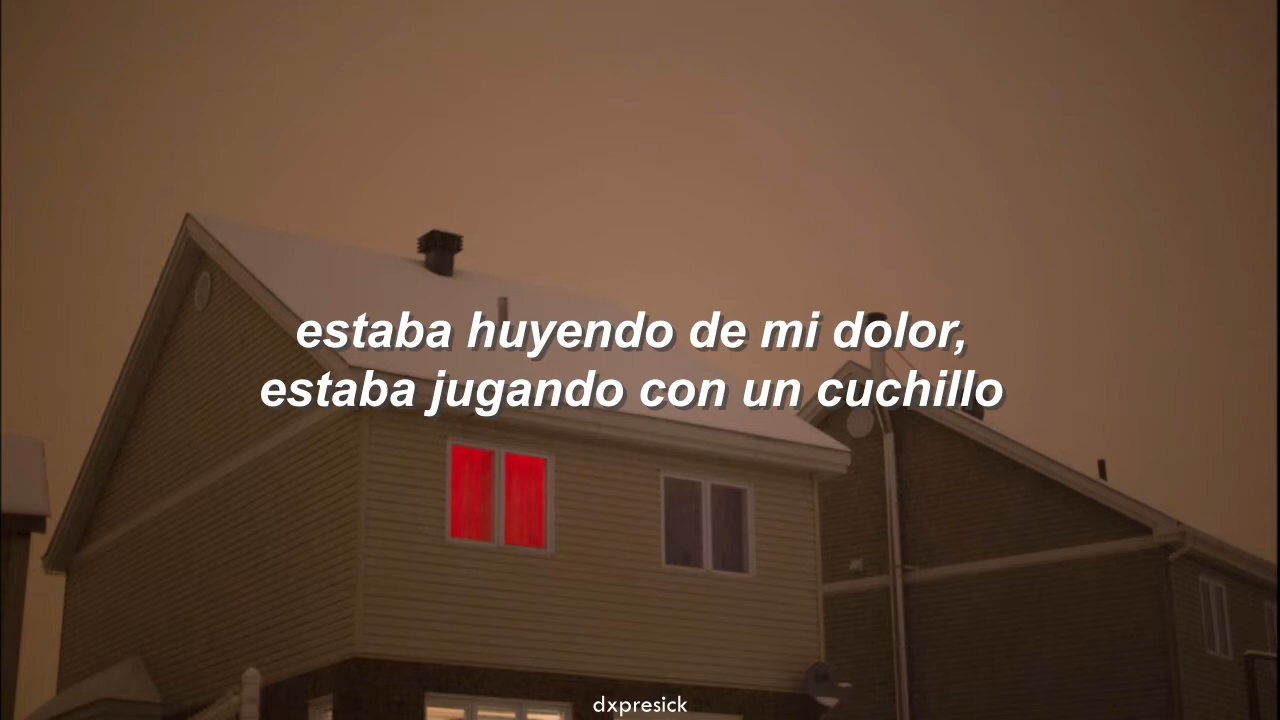 estaba huyendo de mi dolor,
estaba jugando con un cuchillo
dxpresick